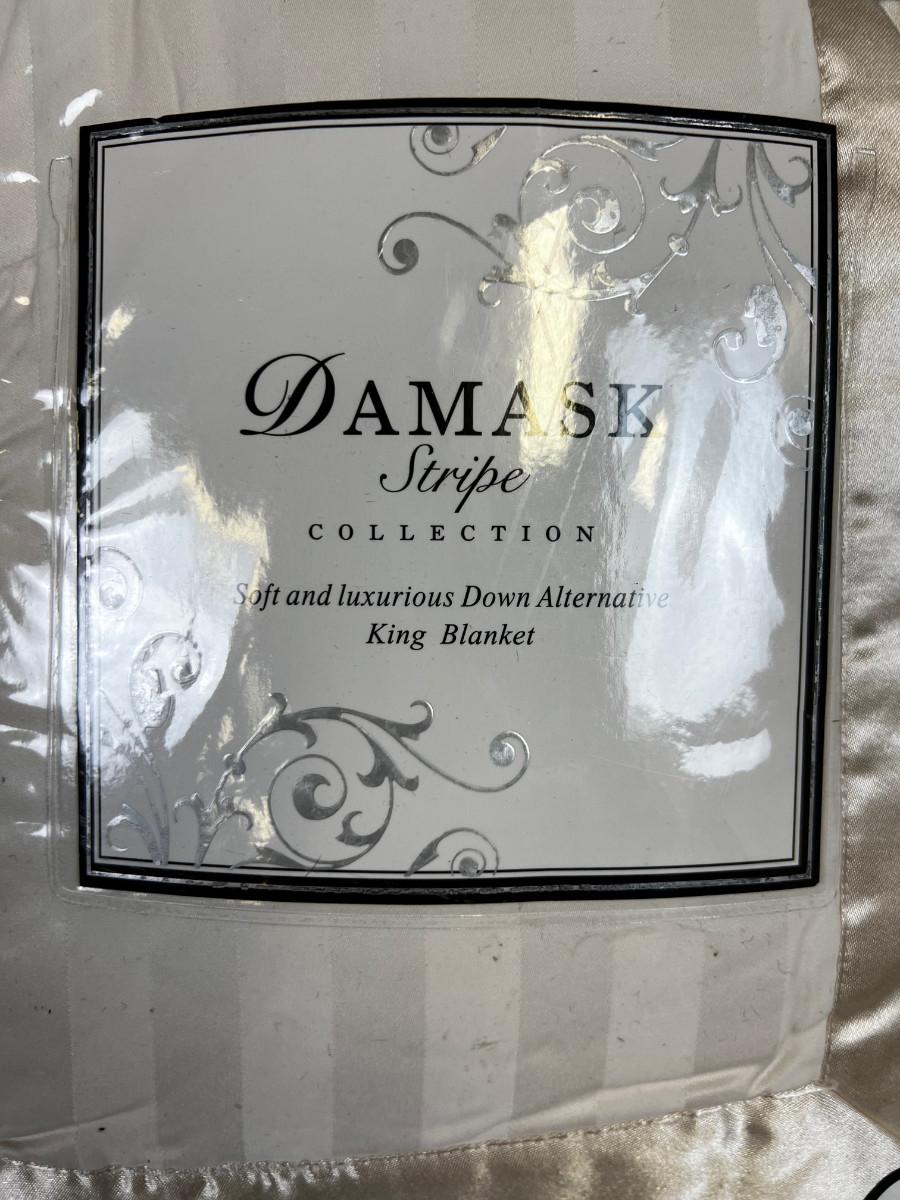 DAMASK
Stripe
COLLECTION
Soft and luxurious Down Alternative
King Blanket